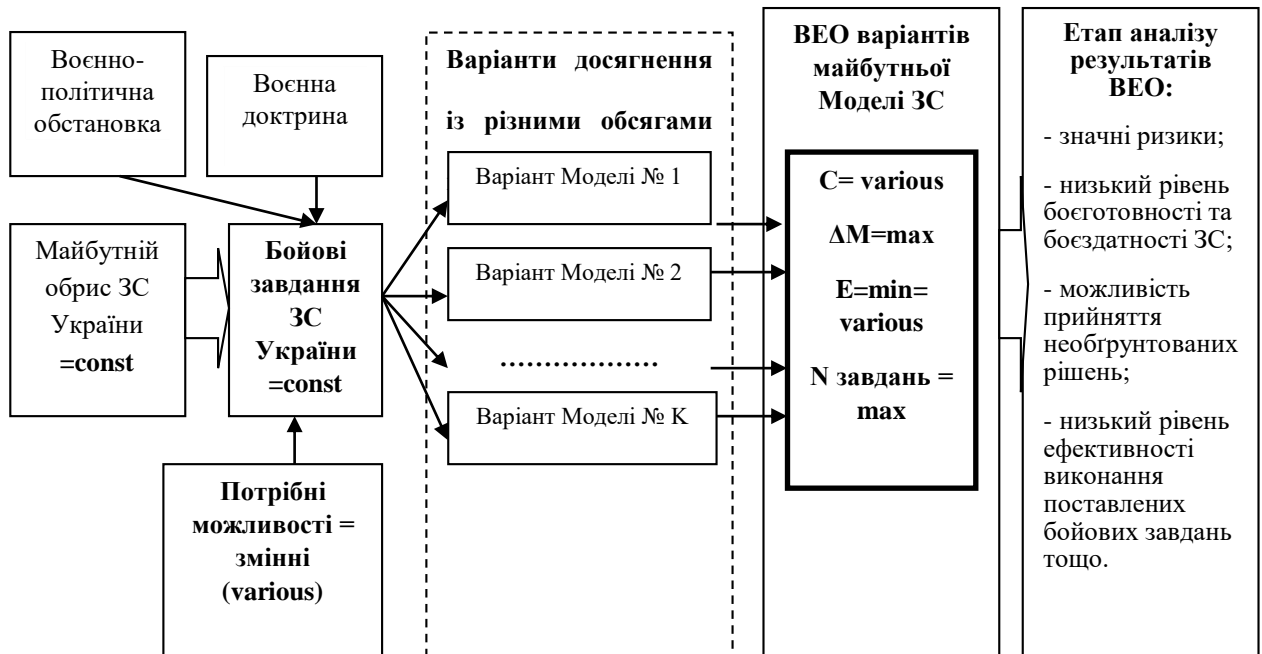 Воєнно-
політична
обстановка
Воєнна
доктрина
Майбутній
обрис ЗС
України
=const
Бойові
завдання
ЗС
України
=const
Потрібні
можливості =
змінні
(various)
Варіанти досягнення
із різними обсягами
Варіант Моделі № 1
Варіант Моделі № 2
………………
Варіант Моделі № К
ВЕО варіантів
майбутньої
Моделі ЗС
С= various
ΔМ=max
Е=min=
various
N завдань =
max
Етап аналізу
результатів
ВЕО:
- значні ризики;
- низький рівень
боєготовності та
боєздатності ЗС;
- можливість
прийняття
необґрунтованих
рішень;
- низький рівень
ефективності
виконання
поставлених
бойових завдань
тощо.